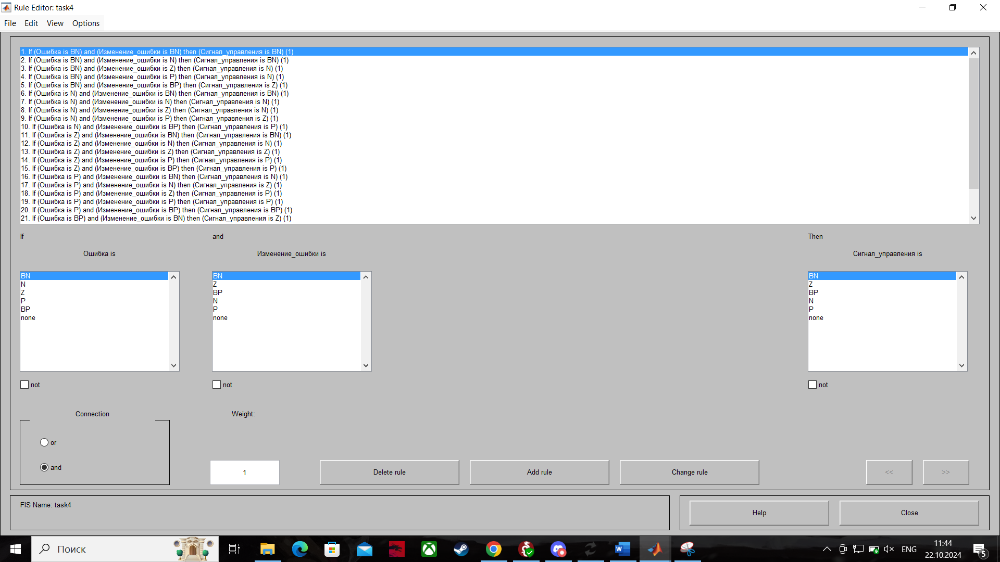 Rule Editor: task4
File Edit View Options
1. If (Ошибка is BN) and (Изменение_ошибки is BN) then (Сигнал_управления is BN) (1)
2. If (Ошибка is BN) and (Изменение_ошибки is N) then (Сигнал_управления is BN) (1)
3. If (Ошибка is BN) and (Изменение_ошибки is Z) then (Сигнал_управления is N) (1)
4. If (Ошибка is BN) and (Изменение_ошибки is P) then (Сигнал_управления is N) (1)
5. If (Ошибка is BN) and (Изменение_ошибки is BP) then (Сигнал_управления is Z) (1)
6. If (Ошибка is N) and (Изменение_ошибки is BN) then (Сигнал_управления is BN) (1)
7. If (Ошибка is N) and (Изменение_ошибки is N) then (Сигнал_управления is N) (1)
8. If (Ошибка is N) and (Изменение_ошибки is Z) then (Сигнал_управления is N) (1)
9. If (Ошибка is N) and (Изменение_ошибки is P) then (Сигнал_управления is Z) (1)
10. If (Ошибка is N) and (Изменение_ошибки is BP) then (Сигнал_управления is P) (1)
11. If (Ошибка is Z) and (Изменение_ошибки is BN) then (Сигнал_управления is BN) (1)
12. If (Ошибка is Z) and (Изменение_ошибки is N) then (Сигнал_управления is N) (1)
13. If (Ошибка is Z) and (Изменение_ошибки is Z) then (Сигнал_управления is Z) (1)
14. If (Ошибка is Z) and (Изменение_ошибки is P) then (Сигнал_управления is P) (1)
15. If (Ошибка is Z) and (Изменение_ошибки is BP) then (Сигнал_управления is P) (1)
16. If (Ошибка is P) and (Изменение_ошибки is BN) then (Сигнал_управления is N) (1)
17. If (Ошибка is P) and (Изменение_ошибки is N) then (Сигнал_управления is Z) (1)
18. If (Ошибка is P) and (Изменение_ошибки is Z) then (Сигнал_управления is P) (1)
19. If (Ошибка is P) and (Изменение_ошибки is P) then (Сигнал_управления is P) (1)
20. If (Ошибка is P) and (Изменение_ошибки is BP) then (Сигнал_управления is BP) (1)
21. If (Ошибка is BP) and (Изменение_ошибки is BN) then (Сигнал_управления is Z) (1)
If
Ошибка is
BN
N
Z
P
BP
none
not
and
Изменение_ошибки is
BN
Z
BP
N
P
none
not
Then
Сигнал_управления is
BN
Z
BP
N
P
none
not
Connection
or
and
Weight:
1
Delete rule
Add rule
Change rule
<<
>>
FIS Name: task4
Help
Close
Поиск
W
ENG
11:44
22.10.2024
5